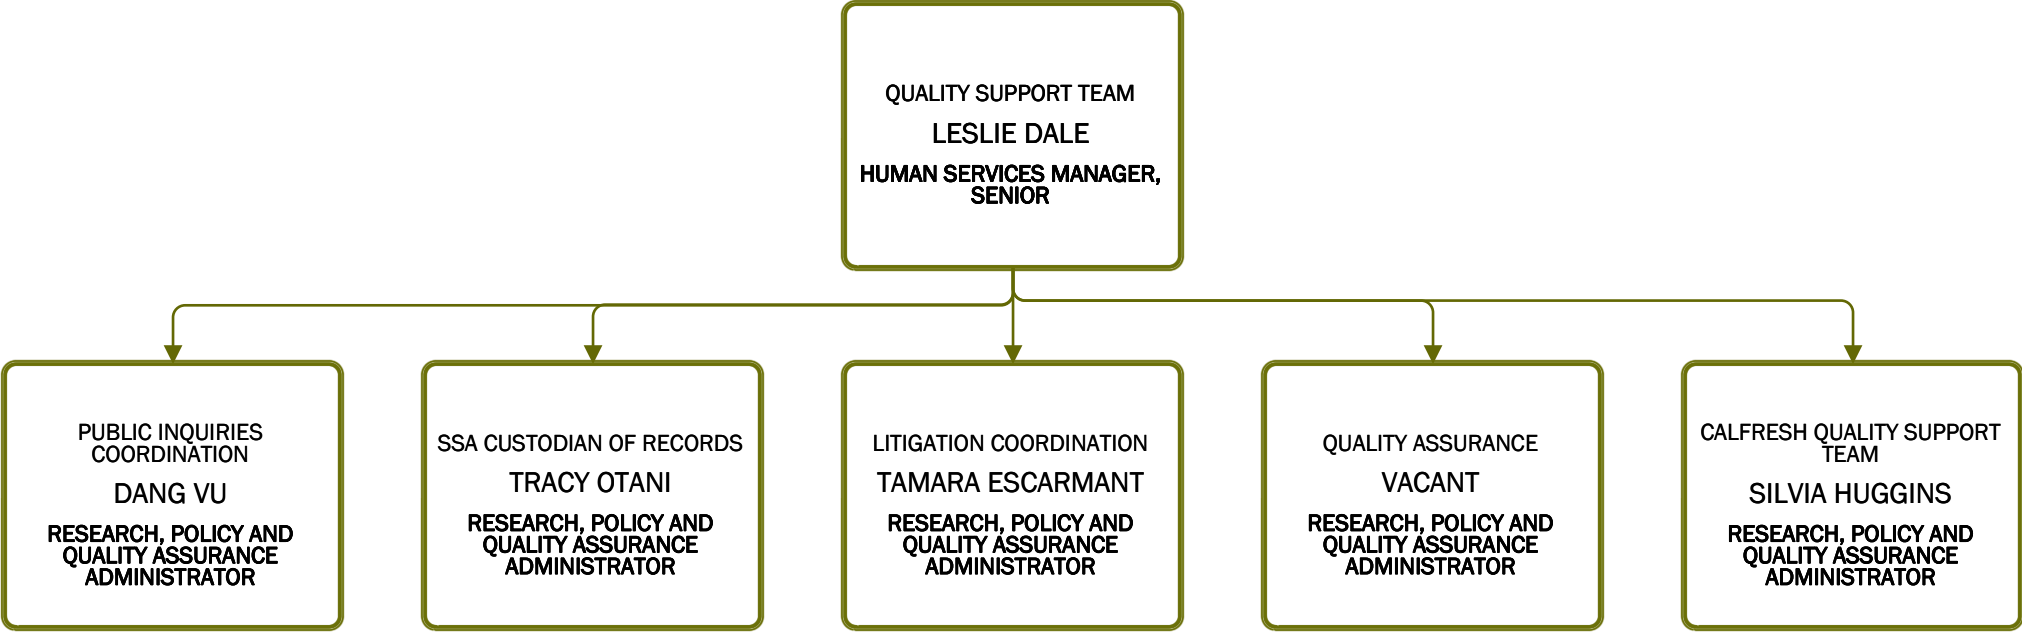 QUALITY SUPPORT TEAM
LESLIE DALE
HUMAN SERVICES MANAGER,
SENIOR
PUBLIC INQUIRIES
COORDINATION
DANG VU
RESEARCH, POLICY AND
QUALITY ASSURANCE
ADMINISTRATOR
SSA CUSTODIAN OF RECORDS
TRACY OTANI
RESEARCH, POLICY AND
QUALITY ASSURANCE
ADMINISTRATOR
LITIGATION COORDINATION
TAMARA ESCARMANT
RESEARCH, POLICY AND
QUALITY ASSURANCE
ADMINISTRATOR
QUALITY ASSURANCE
VACANT
RESEARCH, POLICY AND
QUALITY ASSURANCE
ADMINISTRATOR
CALFRESH QUALITY SUPPORT
TEAM
SILVIA HUGGINS
RESEARCH, POLICY AND
QUALITY ASSURANCE
ADMINISTRATOR